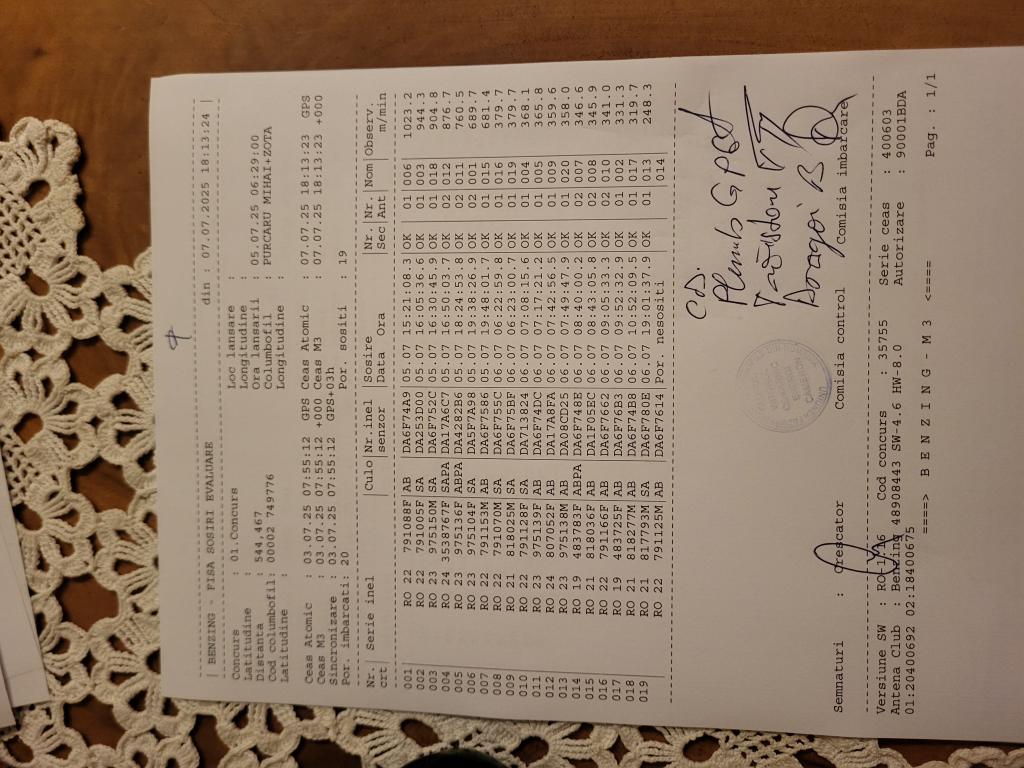 | BENZING - FISA SOSIRI EVALUARE din : 07.07.2025 18:13:24 |
Concurs : 01.Concurs Loc lansare :
Latitudine : Longitudine :
Distanta : 544,467 Ora lansarii : 05.07.25 06:29:00
Cod columbofil: 00002 749776 Columbofil : PURCARU MIHAI+ZOTA
Latitudine : Longitudine :
Ceas Atomic : 03.07.25 07:55:12 GPS Ceas Atomic : 07.07.25 18:13:23 GPS
Ceas M3 : 03.07.25 07:55:12 +000 Ceas M3 : 07.07.25 18:13:23 +000
Sincronizare : 03.07.25 07:55:12 GPS+03h
Por. imbarcati: 20 Por. sositi : 19
Nr.| Serie inel |Culo|Nr.inel |Sosire |Nr.|Nr.|Nom|Observ.
crt senzor Data Ora Sec Ant m/min
001 RO 22 791088F AB DA6F74A9 05.07 15:21:08.3 OK 01 006 1023.2
002 RO 22 791005F SA DA253D00 05.07 16:05:36.6 OK 01 003 944.3
003 RO 23 975150M SA DA6F752C 05.07 16:30:49.9 OK 01 018 904.8
004 RO 24 3538767F SAPA DA17A6C7 05.07 16:50:03.7 OK 02 012 876.7
005 RO 23 975136F ABPA DA4282B6 05.07 18:24:53.8 OK 02 011 760.5
006 RO 23 975104F SA DA5F7A98 05.07 19:38:26.9 OK 02 001 689.7
007 RO 22 791153M AB DA6F7586 05.07 19:48:01.7 OK 01 015 681.4
008 RO 22 791070M SA DA6F755C 06.07 06:22:59.8 OK 01 016 379.7
009 RO 21 818025M SA DA6F75BF 06.07 06:23:00.7 OK 01 019 379.7
010 RO 22 791128F SA DA713824 06.07 07:08:15.6 OK 01 004 368.1
011 RO 23 975139F AB DA6F74DC 06.07 07:17:21.2 OK 01 005 365.8
012 RO 24 807052F AB DA17A8FA 06.07 07:42:56.5 OK 01 009 359.6
013 RO 23 975138M AB DA08CD25 06.07 07:49:47.9 OK 01 020 358.0
014 RO 19 483783F ABPA DA6F748E 06.07 08:40:00.2 OK 02 007 346.6
015 RO 21 818036F AB DA1F05EC 06.07 08:43:05.8 OK 02 008 345.9
016 RO 22 791166F AB DA6F7662 06.07 09:05:33.3 OK 02 010 341.0
017 RO 19 483725F AB DA6F76B3 06.07 09:52:32.9 OK 01 002 331.3
018 RO 21 818277M AB DA6F74B8 06.07 10:52:09.5 OK 01 017 319.7
019 RO 21 817793M SA DA6F780E 06.07 19:01:37.9 OK 01 013 248.3
RO 22 791125M AB DA6F7614 Por. nesositi 014
Semnaturi : Crescator Comisia control Comisia imbarcare
Versiune SW : RO-1.16 Cod concurs : 35755 Serie ceas : 400603
Antena Club : Benzing 48908443 SW-4.6 HW-8.0 Autorizare : 90001BDA
01:20400692 02:18400675
====> B E N Z I N G - M 3 <==== Pag. : 1/1